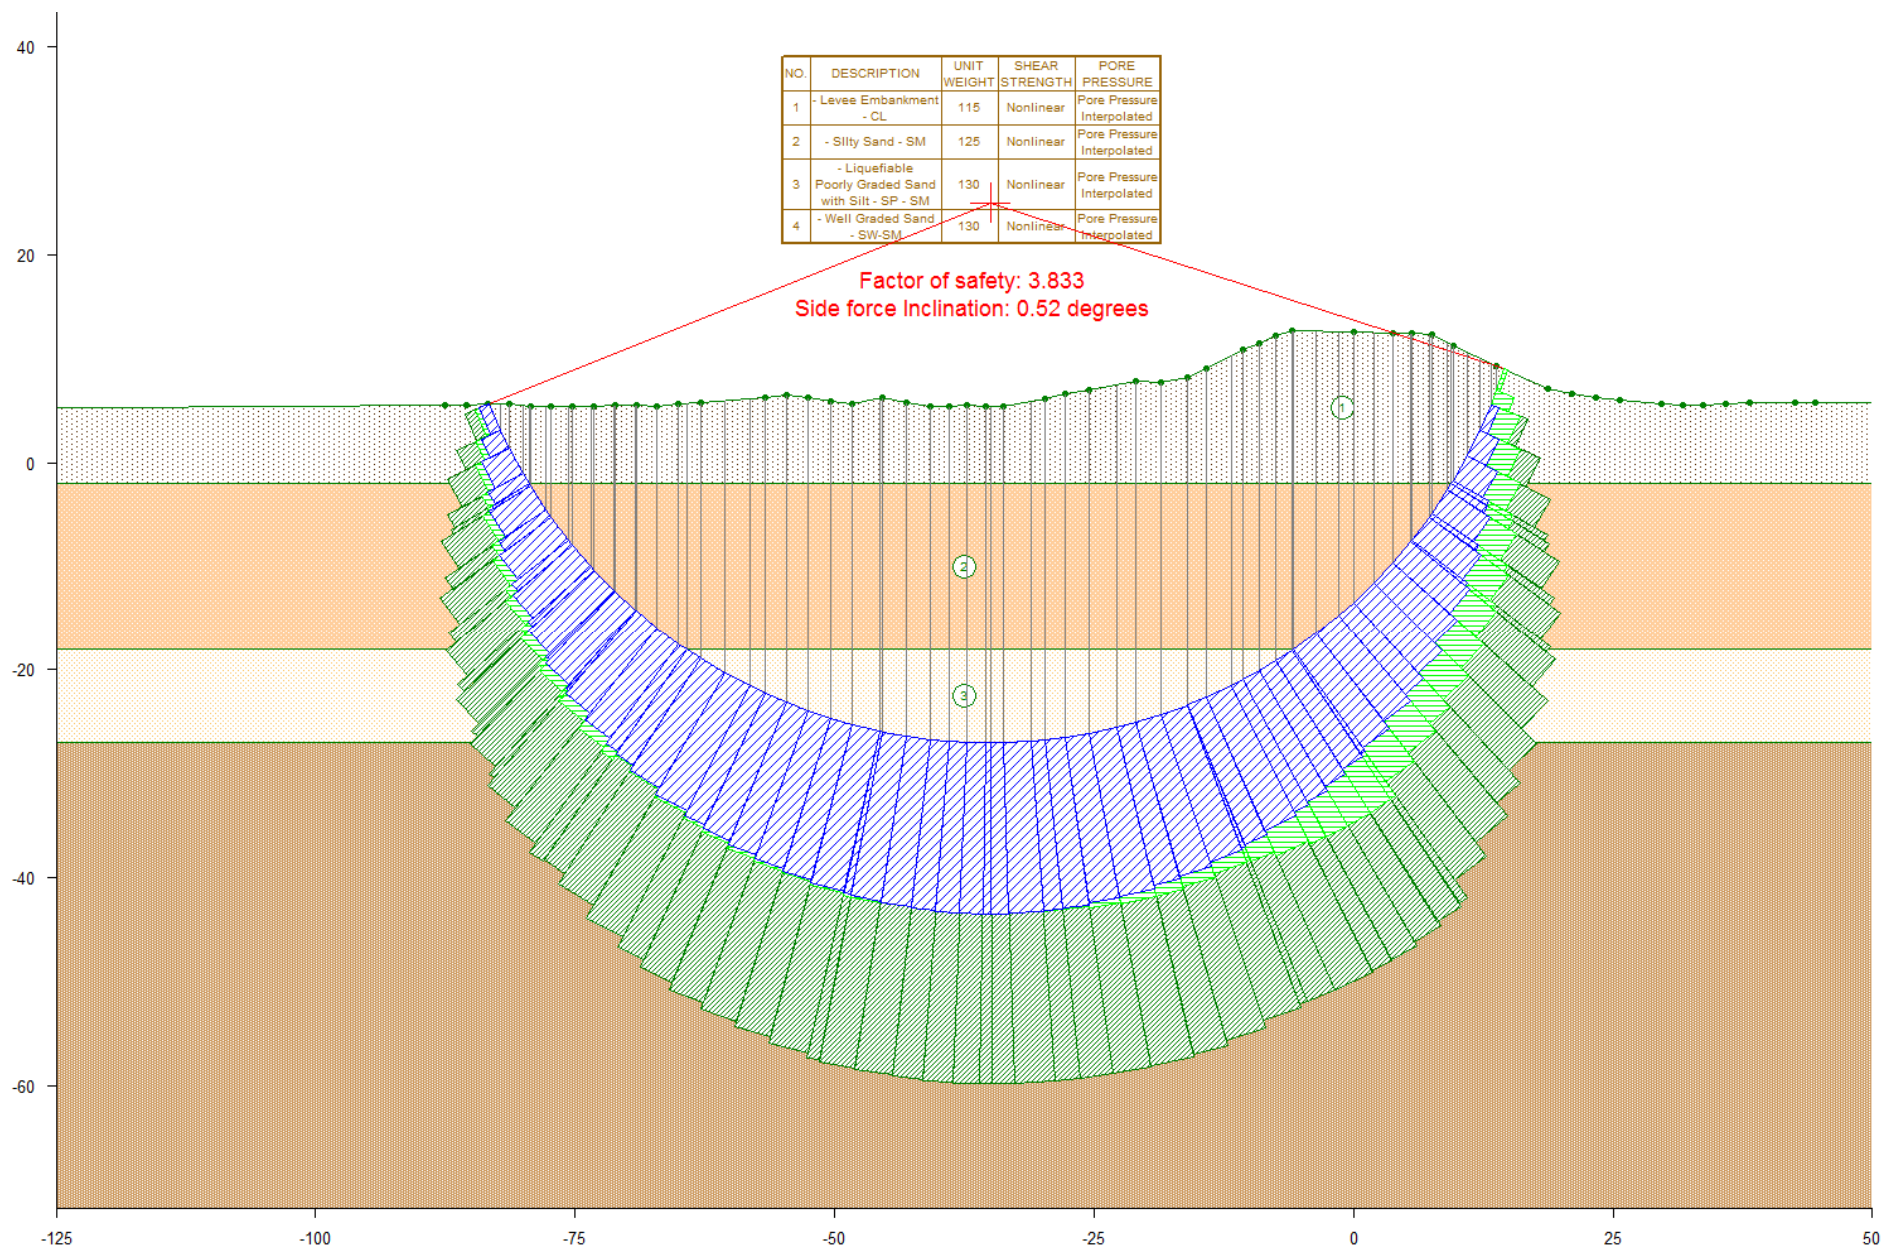 40
20
0
-20
-40
-60
-125
-100
-75
-50
-25
0
25
50
NO. DESCRIPTION UNIT WEIGHT SHEAR STRENGTH PORE PRESSURE
1 - Levee Embankment - CL 115 Nonlinear Pore Pressure Interpolated
2 - SIlty Sand - SM 125 Nonlinear Pore Pressure Interpolated
3 - Liquefiable Poorly Graded Sand with Silt - SP - SM 130 Nonlinear Pore Pressure Interpolated
4 - Well Graded Sand - SW-SM 130 Nonlinear Pore Pressure Interpolated
Factor of safety: 3.833
Side force Inclination: 0.52 degrees
1
2
3